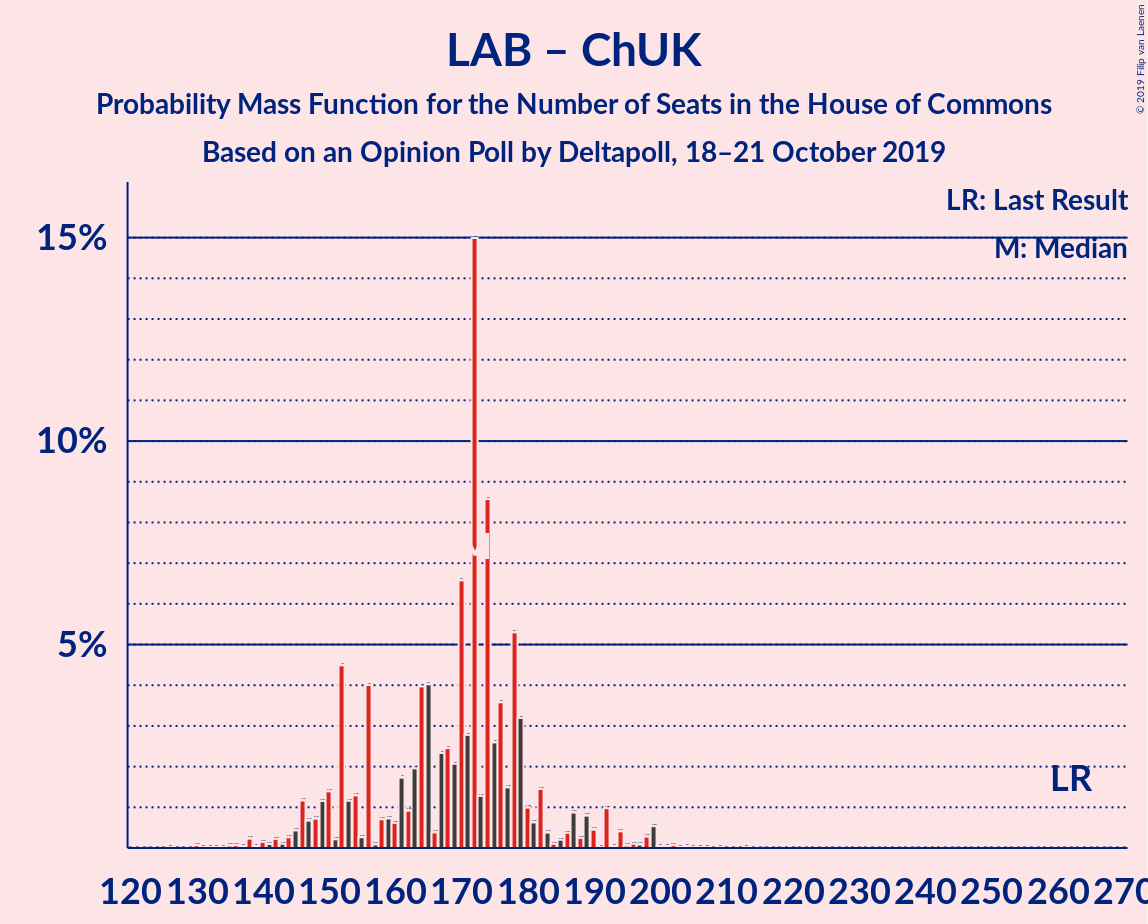 LAB – ChUK
Probability Mass Function for the Number of Seats in the House of Commons
Based on an Opinion Poll by Deltapoll, 18–21 October 2019
© 2019 Filip van Laenen
LR: Last Result
M: Median
15%
10%
5%
LR
120 130 140 150 160 170 180 190 200 210 220 230 240 250 260 270